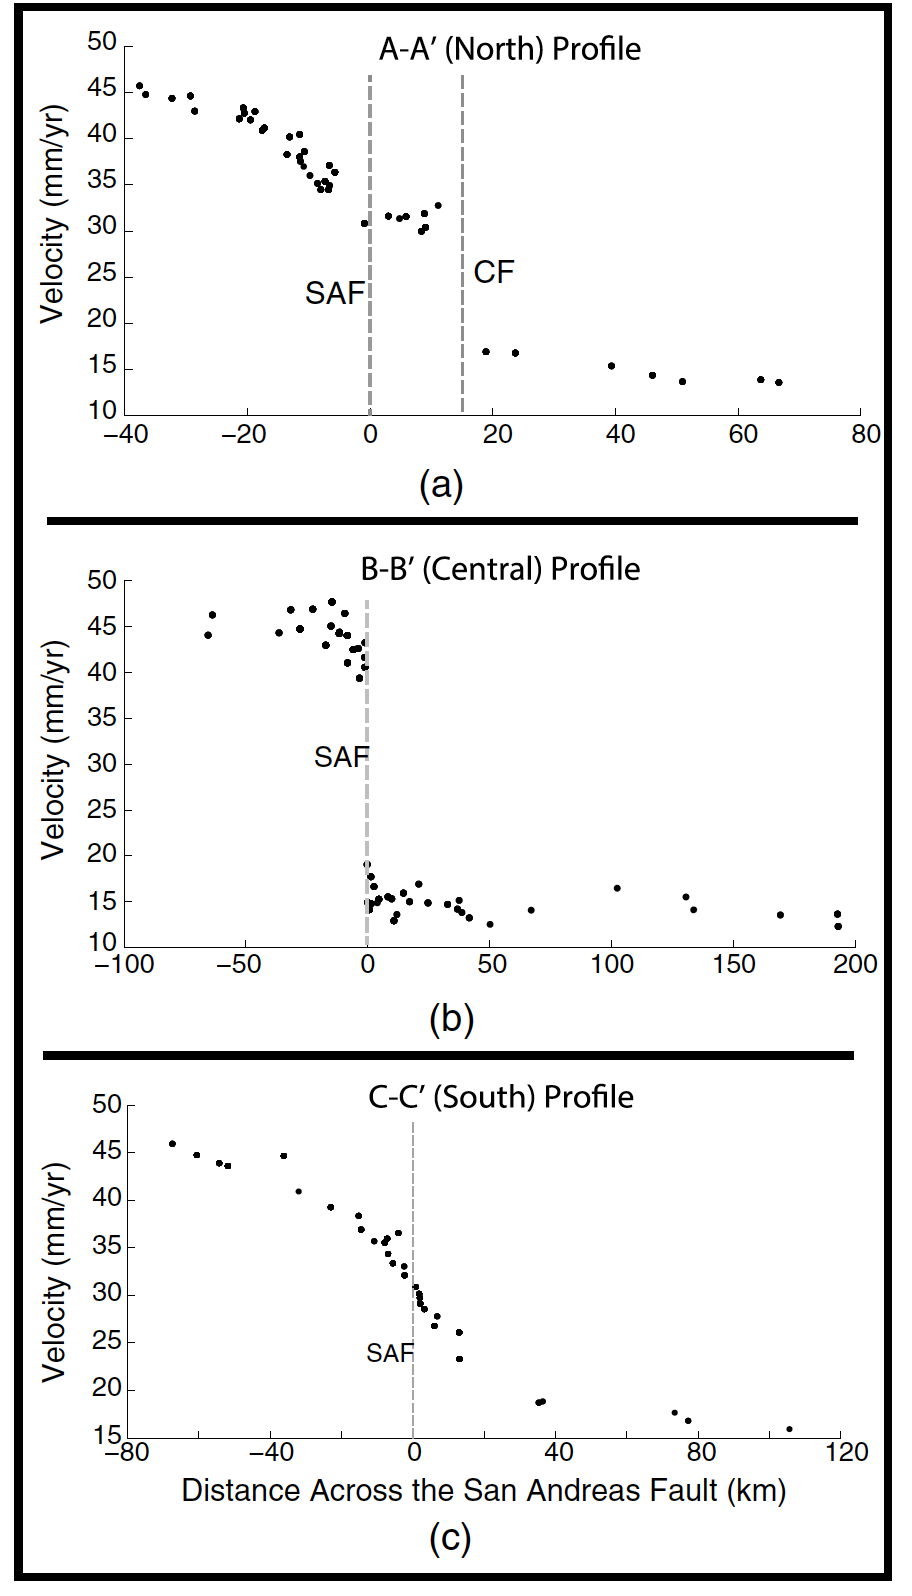 A-A’ (North) Profile
50
45
40
35
30
25
20
15
10
Velocity (mm/yr)
SAF
CF
−40 −20 0 20 40 60 80
(a)
B-B’ (Central) Profile
50
45
40
35
30
25
20
15
10
Velocity (mm/yr)
SAF
−100 −50 0 50 100 150 200
(b)
C-C’ (South) Profile
50
45
40
35
30
25
20
15
Velocity (mm/yr)
SAF
−80 −40 0 40 80 120
Distance Across the San Andreas Fault (km)
(c)